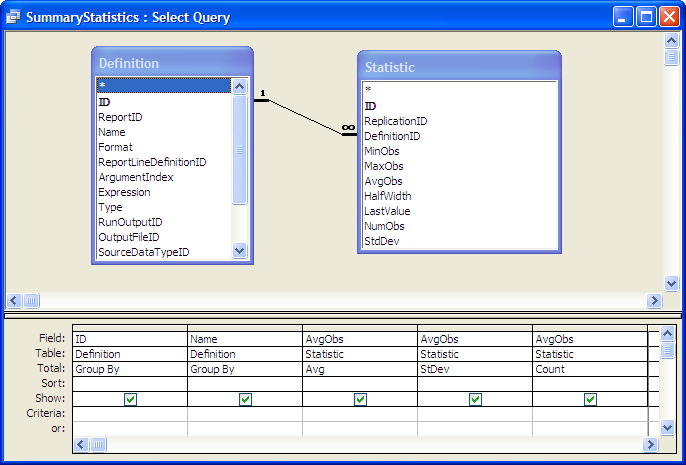 SummaryStatistics : Select Query
Definition
*
ID
ReportID
Name
Format
ReportLineDefinitionID
ArgumentIndex
Expression
Type
RunOutputID
OutputFileID
SourceDataTypeID
1
∞
Statistic
*
ID
ReplicationID
DefinitionID
MinObs
MaxObs
AvgObs
HalfWidth
LastValue
NumObs
StdDev
Field: ID Name AvgObs AvgObs AvgObs
Table: Definition Definition Statistic Statistic Statistic
Total: Group By Group By Avg StDev Count
Sort:
Show:
Criteria:
or: